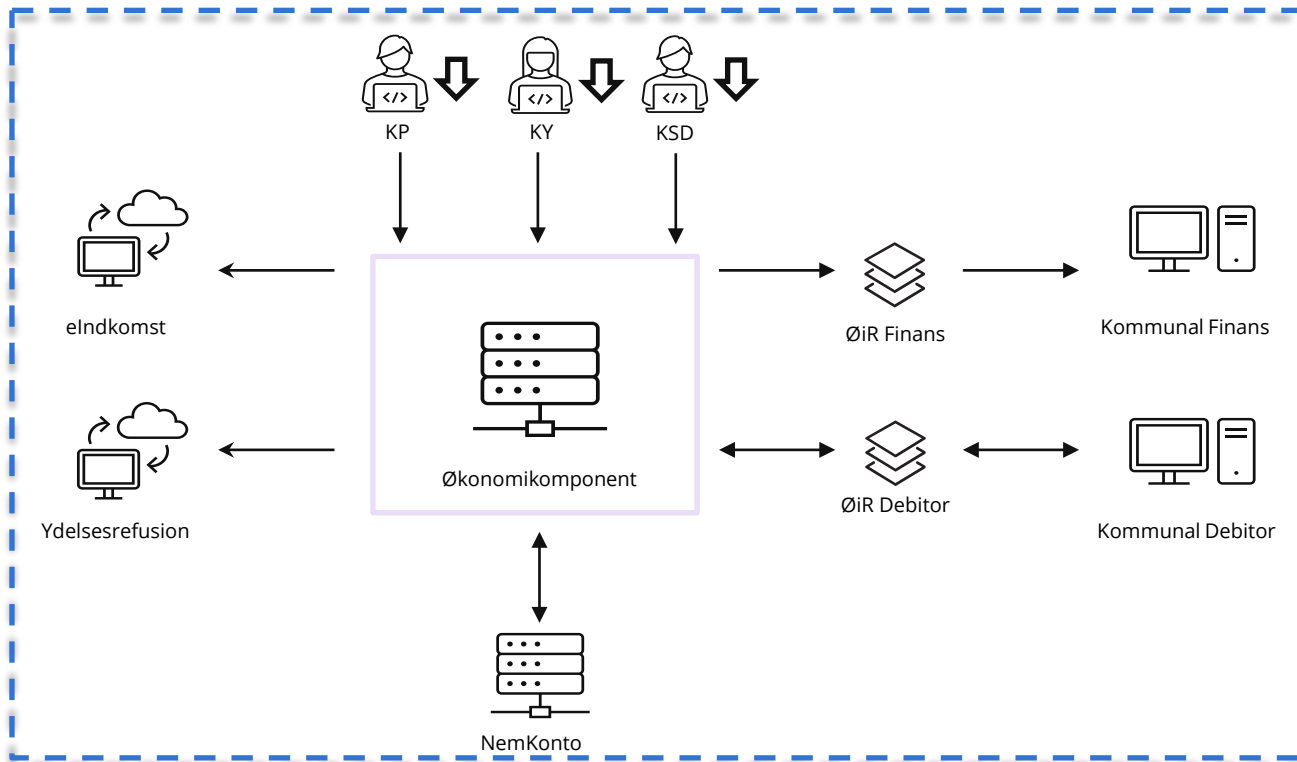 KP
KY
KSD
eIndkomst
ØiR Finans
Kommunal Finans
Økonomikomponent
Ydelsesrefusion
ØiR Debitor
Kommunal Debitor
NemKonto